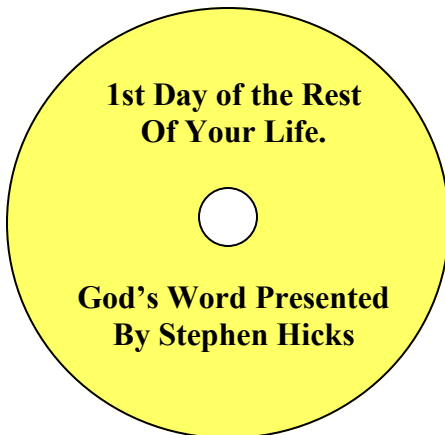 1st Day of the Rest
Of Your Life.
God’s Word Presented
By Stephen Hicks